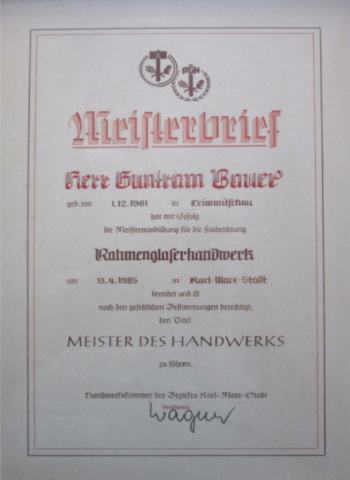 PGH
Meisterbrief
Herr Guntram Bauer
geb. am 1.12.1961 in Crimmitschau
hat mit Erfolg
die Meisterausbildung für die Fachrichtung
Rahmenglaserhandwerk
am 13.4.1985 in Karl-Marx-Stadt
beendet und ist
nach den gesetzlichen Bestimmungen berechtigt,
den Titel
MEISTER DES HANDWERKS
zu führen.
Handwerkskammer des Bezirkes Karl-Marx-Stadt
Wagner